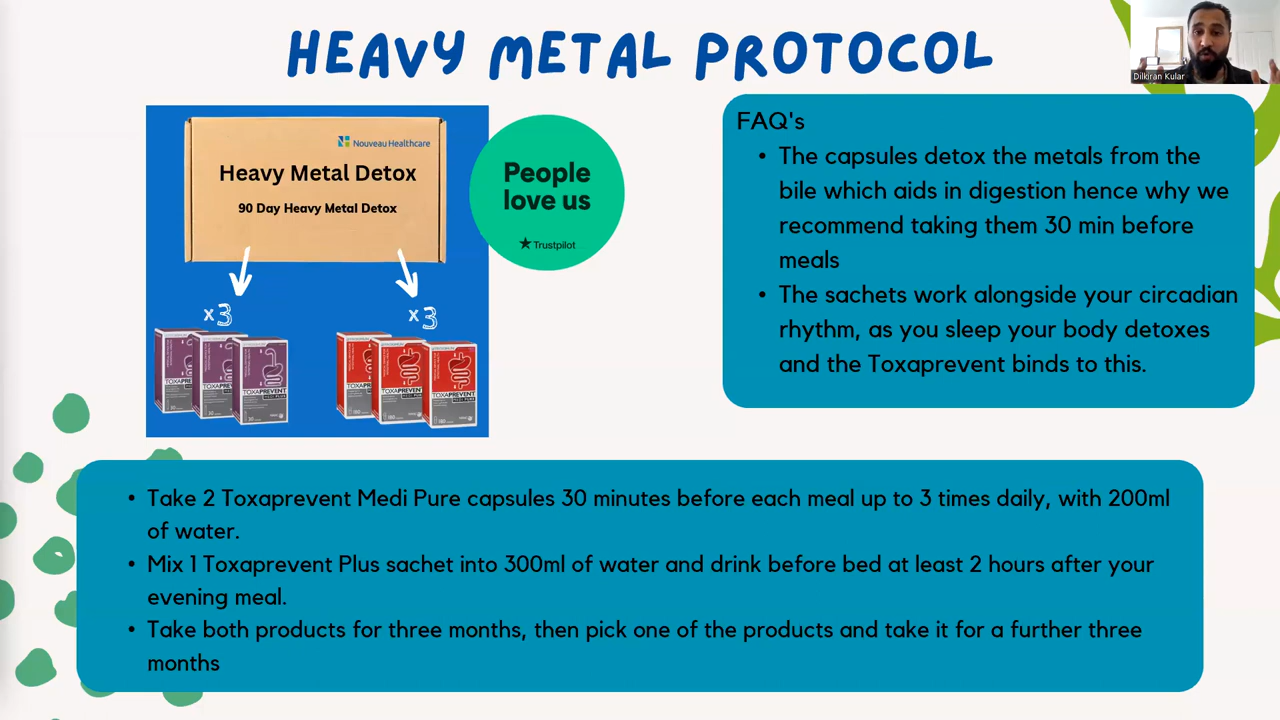 HEAVY METAL PROTOCOL
Dilkiran Kular
Nouveau Healthcare
Heavy Metal Detox
90 Day Heavy Metal Detox
x3
x3
TOXAPREVENT
MEDI PLUS
TOXAPREVENT
MEDI PURE
People
love us
Trustpilot
FAQ's
• The capsules detox the metals from the
bile which aids in digestion hence why we
recommend taking them 30 min before
meals
• The sachets work alongside your circadian
rhythm, as you sleep your body detoxes
and the Toxaprevent binds to this.
• Take 2 Toxaprevent Medi Pure capsules 30 minutes before each meal up to 3 times daily, with 200ml
of water.
• Mix 1 Toxaprevent Plus sachet into 300ml of water and drink before bed at least 2 hours after your
evening meal.
• Take both products for three months, then pick one of the products and take it for a further three
months